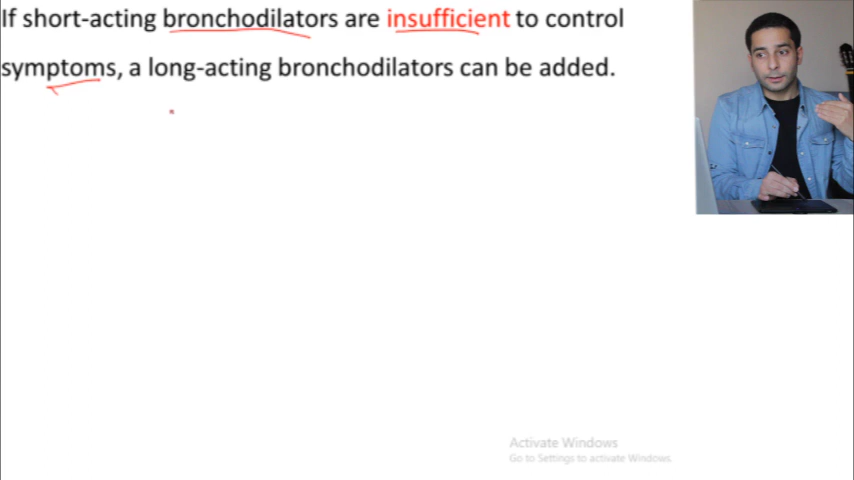 If short-acting bronchodilators are insufficient to control
symptoms, a long-acting bronchodilators can be added.
Activate Windows
Go to Settings to activate Windows.